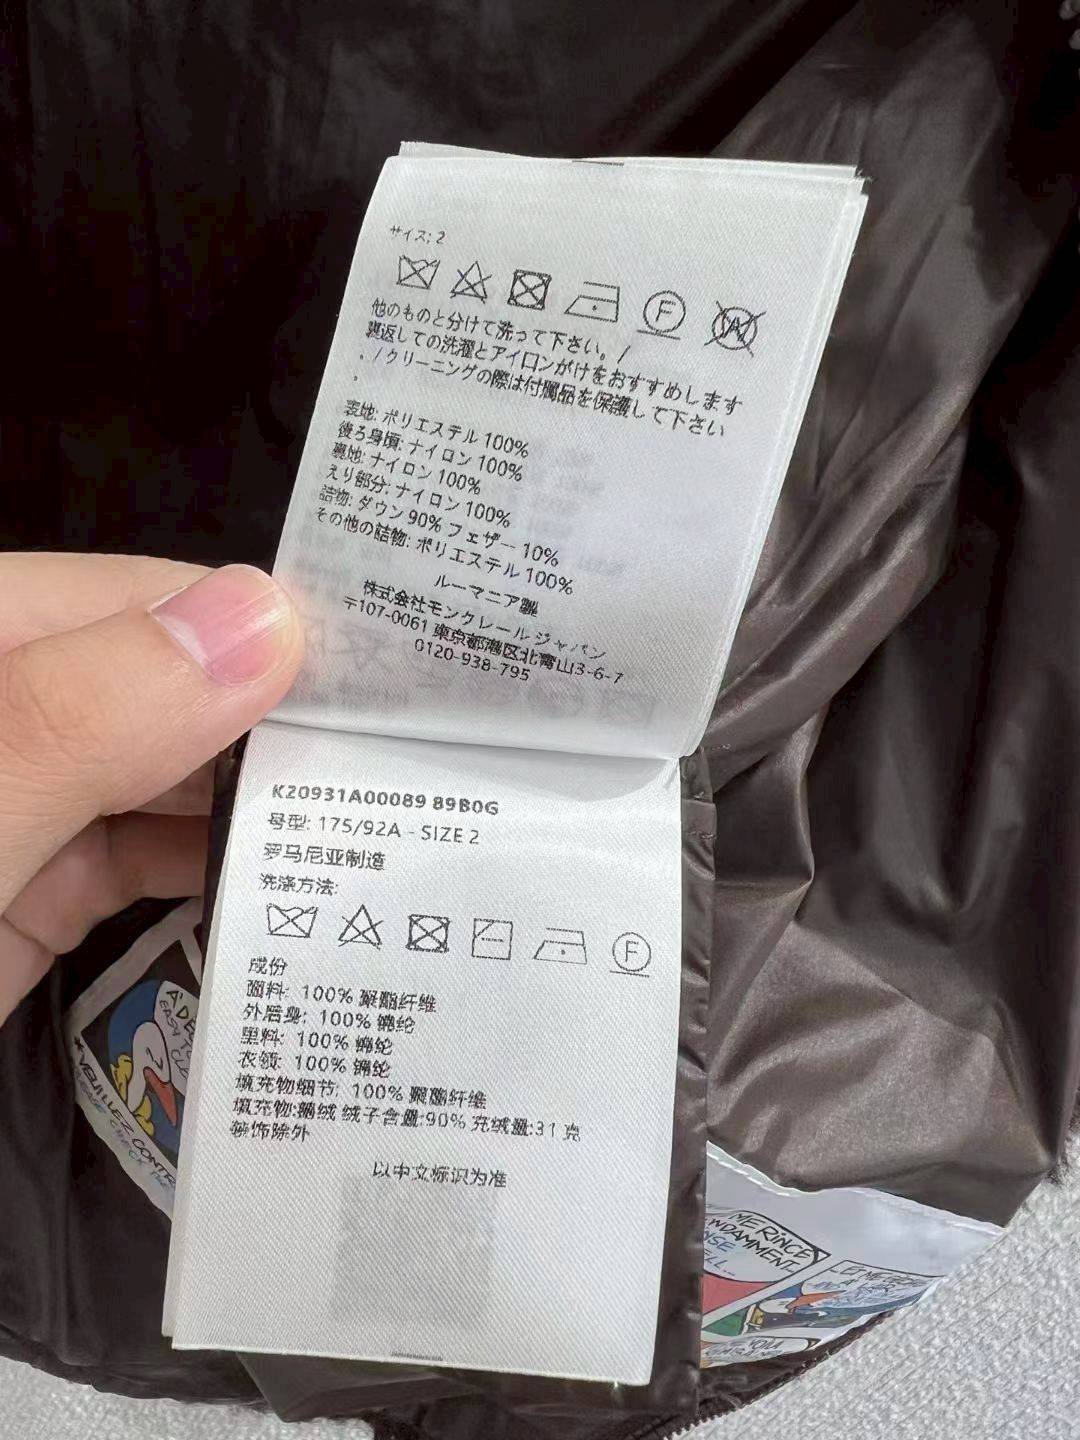 サイズ: 2
他のものと分けて洗って下さい。/
裏返しての洗濯とアイロンがけをおすすめします
。/クリーニングの際は付属品を保護して下さい
。
表地: ポリエステル 100%
後ろ身頃: ナイロン 100%
裏地: ナイロン 100%
えり部分: ナイロン 100%
詰物: ダウン 90% フェザー 10%
その他の詰物: ポリエステル 100%
ルーマニア製
株式会社モンクレールジャパン
〒107-0061 東京都港区北青山3-6-7
0120-938-795
K20931A00089 89B0G
号型: 175/92A - SIZE 2
罗马尼亚制造
洗涤方法:
成份
面料: 100% 聚酯纤维
外后身: 100% 锦纶
里料: 100% 锦纶
衣领: 100% 锦纶
填充物细节: 100% 聚酯纤维
填充物:鹅绒 绒子含量:90% 充绒量:31 克
装饰除外
以中文标识为准
EASY
VEUILLEZ CONTR
ME RINCE